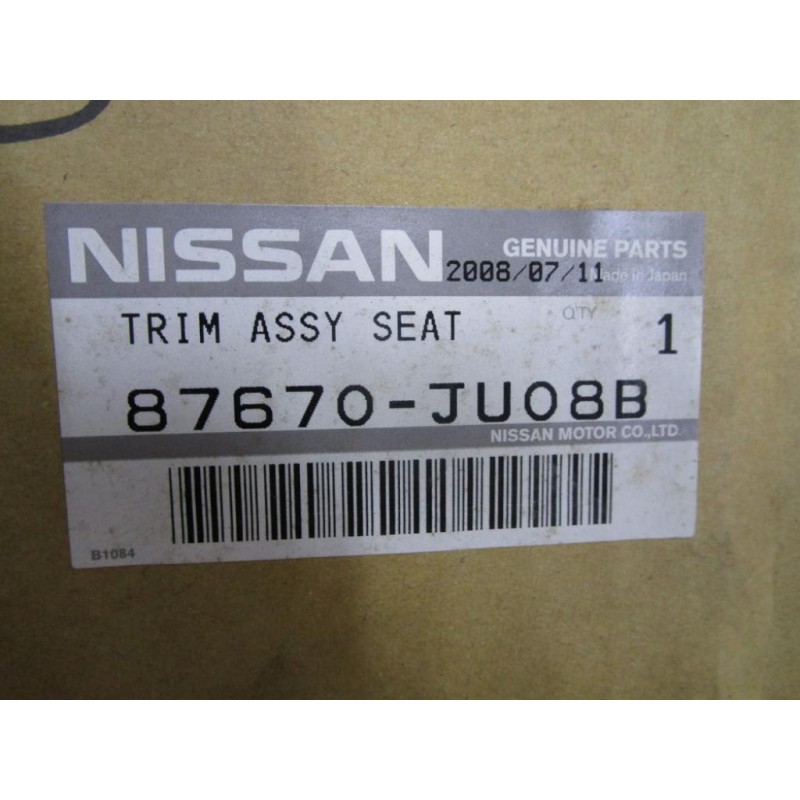 NISSAN GENUINE PARTS
2008/07/11 Made in Japan
TRIM ASSY SEAT QTY 1
87670-JU08B
NISSAN MOTOR CO.,LTD.
B1084